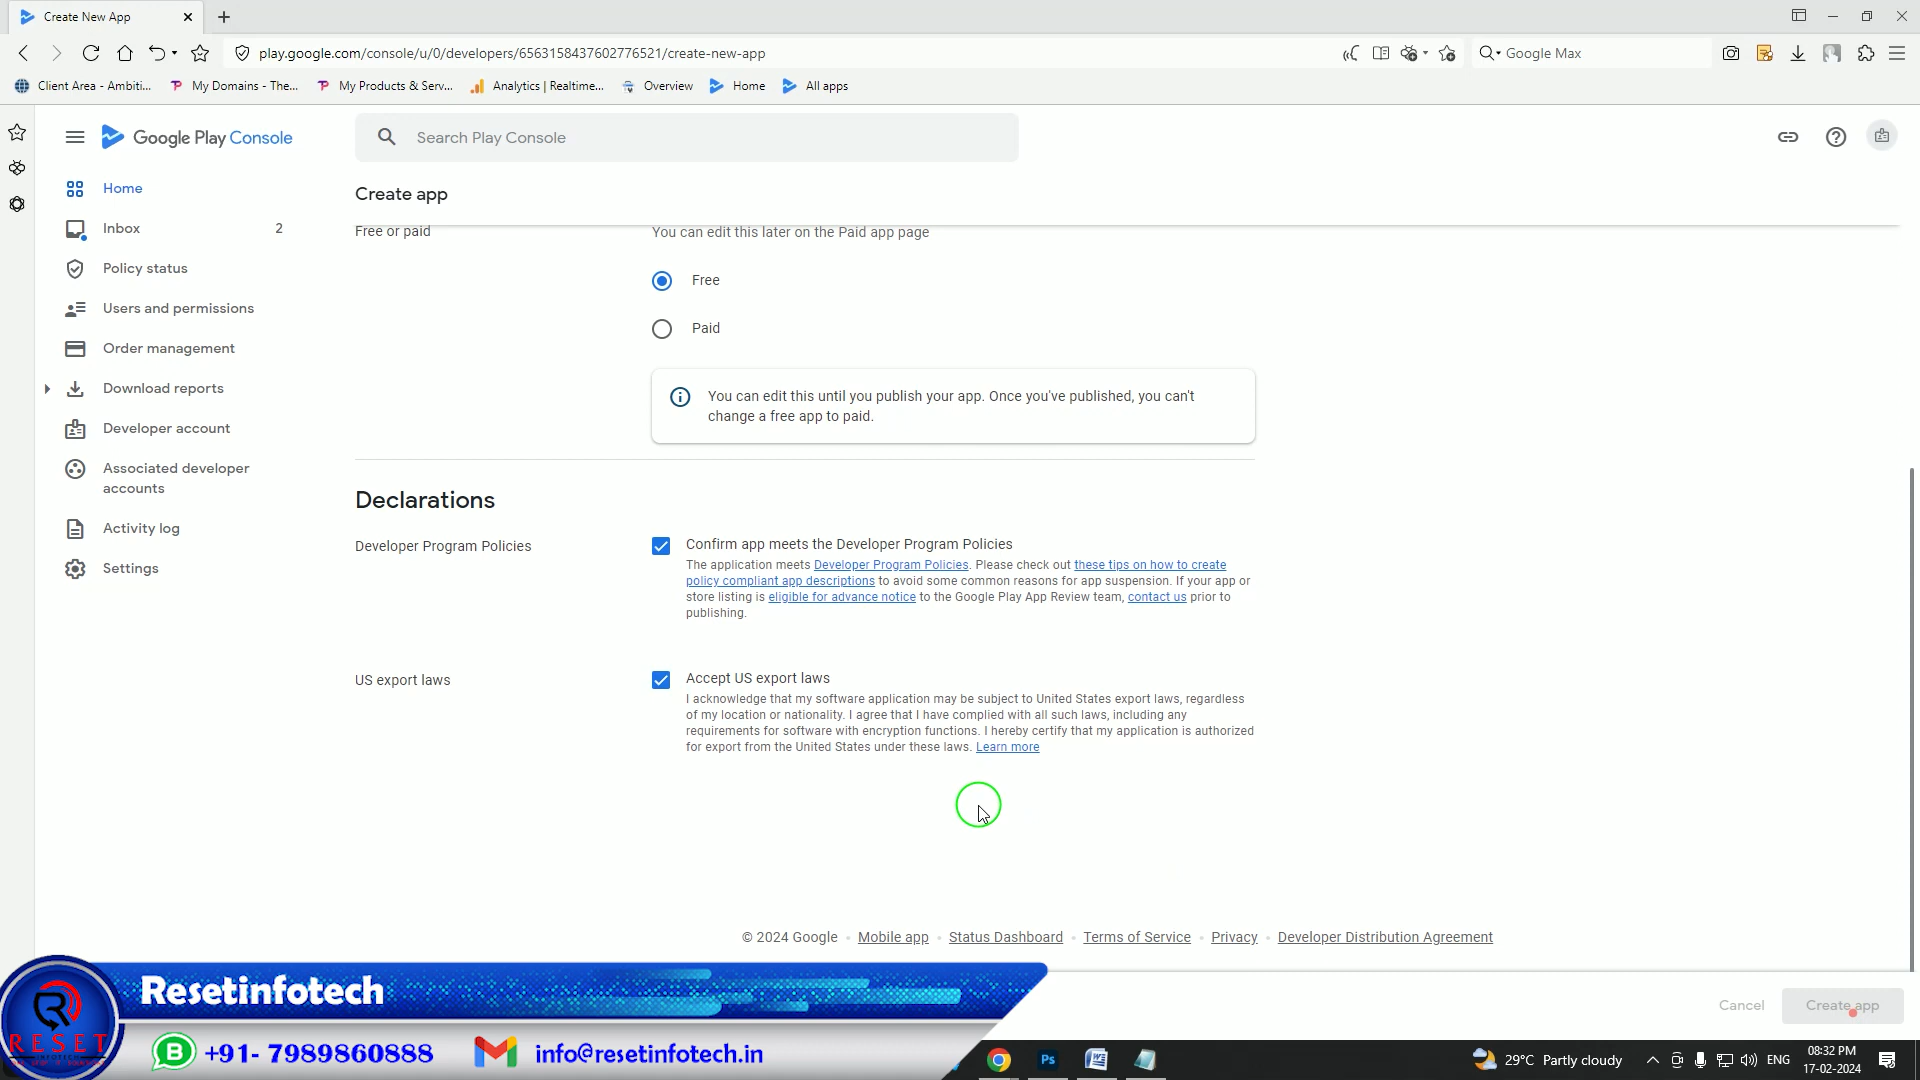 Create New App
play.google.com/console/u/0/developers/6563158437602776521/create-new-app
Google Max
Client Area - Ambiti...
My Domains - The...
My Products & Serv...
Analytics | Realtime...
Overview
Home
All apps
Google Play Console
Search Play Console
Home
Inbox
2
Policy status
Users and permissions
Order management
Download reports
Developer account
Associated developer
accounts
Activity log
Settings
Create app
Free or paid
You can edit this later on the Paid app page
Free
Paid
You can edit this until you publish your app. Once you've published, you can't
change a free app to paid.
Declarations
Developer Program Policies
Confirm app meets the Developer Program Policies
The application meets Developer Program Policies. Please check out these tips on how to create
policy compliant app descriptions to avoid some common reasons for app suspension. If your app or
store listing is eligible for advance notice to the Google Play App Review team, contact us prior to
publishing.
US export laws
Accept US export laws
I acknowledge that my software application may be subject to United States export laws, regardless
of my location or nationality. I agree that I have complied with all such laws, including any
requirements for software with encryption functions. I hereby certify that my application is authorized
for export from the United States under these laws. Learn more
© 2024 Google • Mobile app • Status Dashboard • Terms of Service • Privacy • Developer Distribution Agreement
Cancel
Create app
Resetinfotech
RESET
+91- 7989860888
info@resetinfotech.in
Ps
29°C Partly cloudy
ENG
08:32 PM
17-02-2024